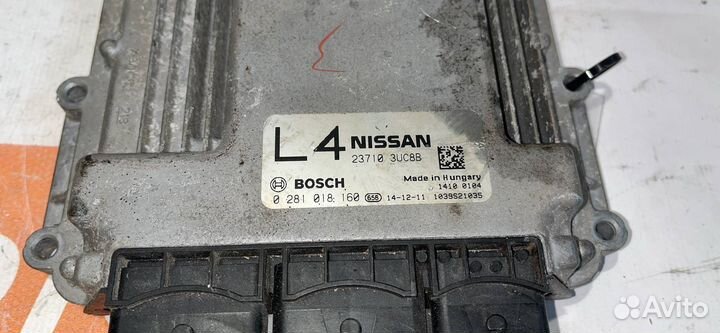 L4 NISSAN
23710 3UC8B
BOSCH
Made in Hungary
1410 0104
0 281 018 160 658 14-12-11 1039S21035
Avito